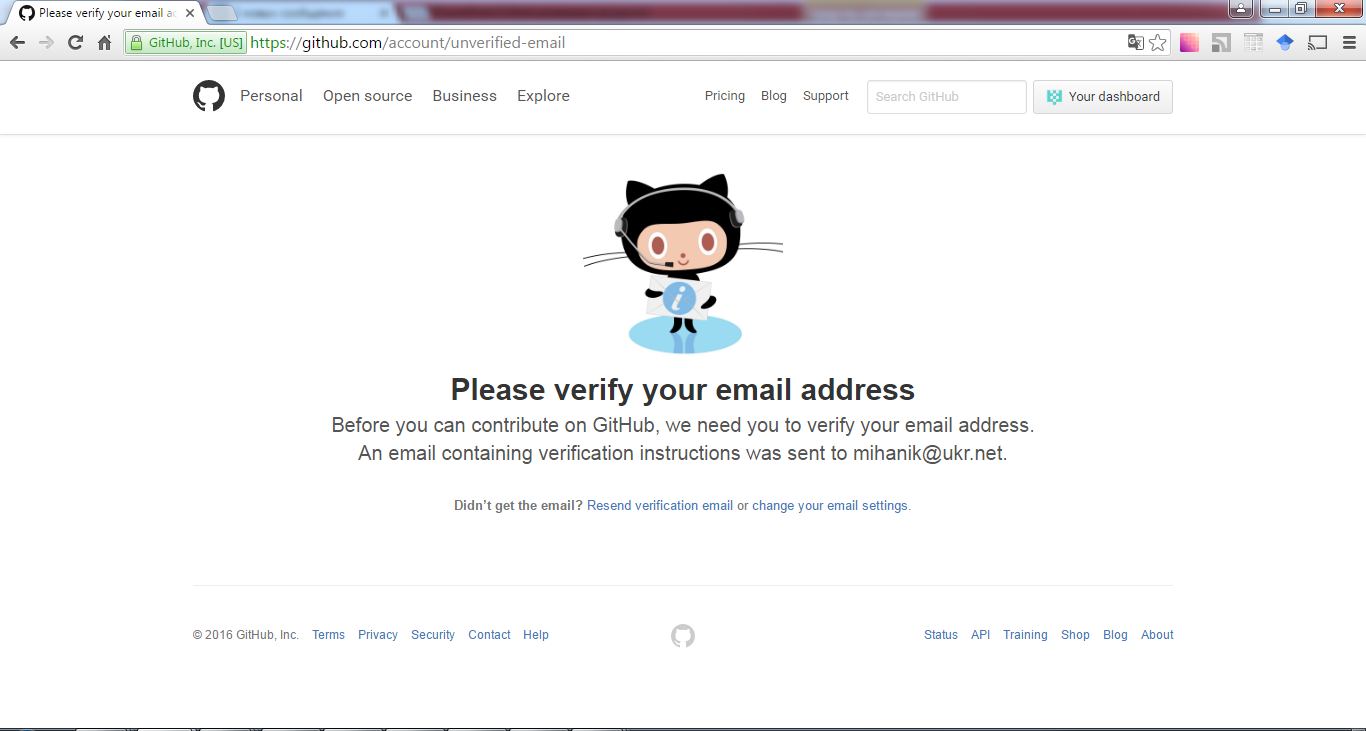 Please verify your email ad
GitHub, Inc. [US] https://github.com/account/unverified-email
Personal Open source Business Explore Pricing Blog Support Search GitHub Your dashboard
i
Please verify your email address
Before you can contribute on GitHub, we need you to verify your email address.
An email containing verification instructions was sent to mihanik@ukr.net.
Didn’t get the email? Resend verification email or change your email settings.
© 2016 GitHub, Inc. Terms Privacy Security Contact Help Status API Training Shop Blog About